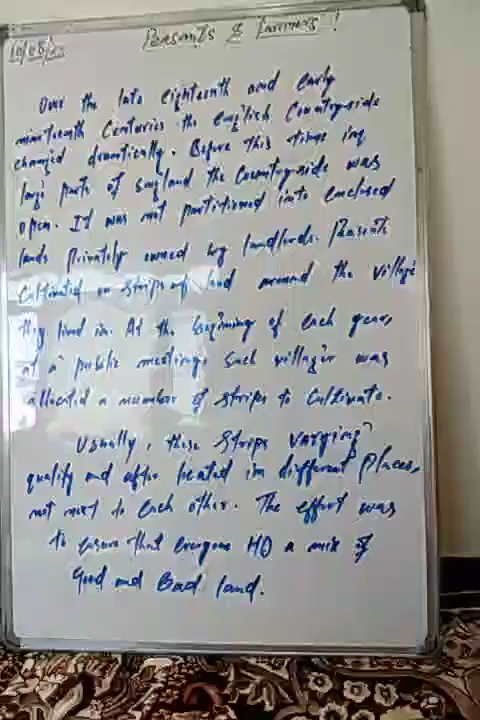 Peasants & Farmers!
Over the late eighteenth and early
nineteenth Centuries the english Countryside
changed dramatically. Before this time in
large parts of England the Countryside was
open. It was not partitioned into enclosed
lands privately owned by landlords. Peasants
Cultivated on strips of land around the village
they lived in. At the beginning of each year,
at a public meeting, each villager was
allocated a number of strips to Cultivate.
Usually, these strips varying
quality and often located in different places,
not next to each other. The effort was
to ensure that everyone HD a mix of
Good and Bad land.